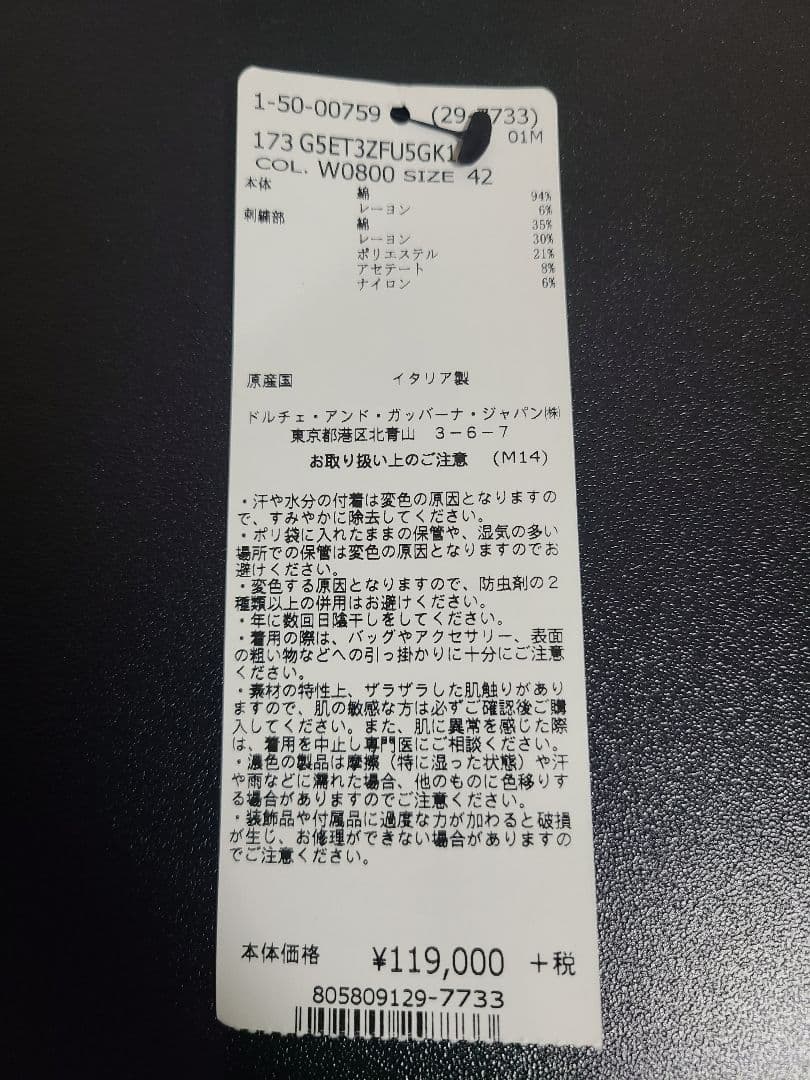 1-50-00759 (29-7733)
01M
173 G5ET3ZFU5GK1
COL. W0800 SIZE 42
本体 綿 94%
レーヨン 6%
刺繍部 綿 35%
レーヨン 30%
ポリエステル 21%
アセテート 8%
ナイロン 6%
原産国 イタリア製
ドルチェ・アンド・ガッバーナ・ジャパン㈱
東京都港区北青山 3-6-7
お取り扱い上のご注意 (M14)
・汗や水分の付着は変色の原因となりますの
で、すみやかに除去してください。
・ポリ袋に入れたままの保管や、湿気の多い
場所での保管は変色の原因となりますのでお
避けください。
・変色する原因となりますので、防虫剤の2
種類以上の併用はお避けください。
・年に数回日陰干しをしてください。
・着用の際は、バッグやアクセサリー、表面
の粗い物などへの引っ掛かりに十分にご注意
ください。
・素材の特性上、ザラザラした肌触りがあり
ますので、肌の敏感な方は必ずご確認後ご購
入してください。また、肌に異常を感じた際
は、着用を中止し専門医にご相談ください。
・濃色の製品は摩擦（特に湿った状態）や汗
や雨などに濡れた場合、他のものに色移りす
る場合がありますのでご注意ください。
・装飾品や付属品に過度な力が加わると破損
が生じ、お修理ができない場合がありますの
でご注意ください。
本体価格 ¥119,000 +税
805809129-7733